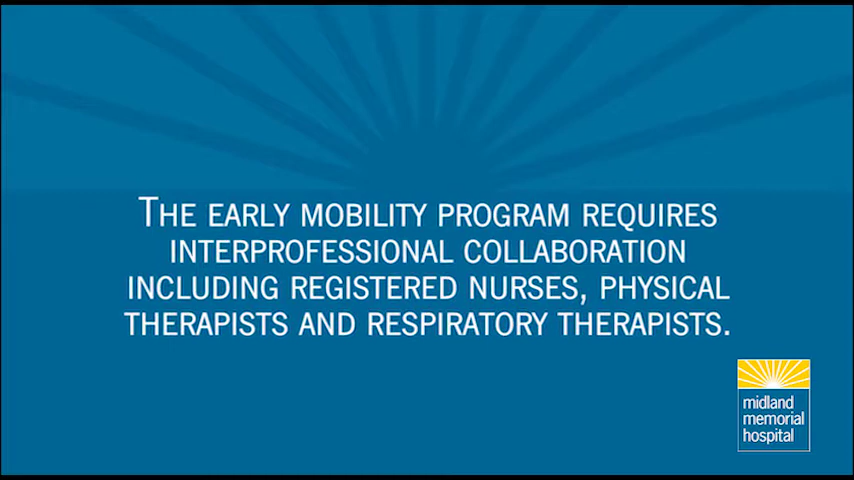 The early mobility program requires
interprofessional collaboration
including registered nurses, physical
therapists and respiratory therapists.
midland
memorial
hospital